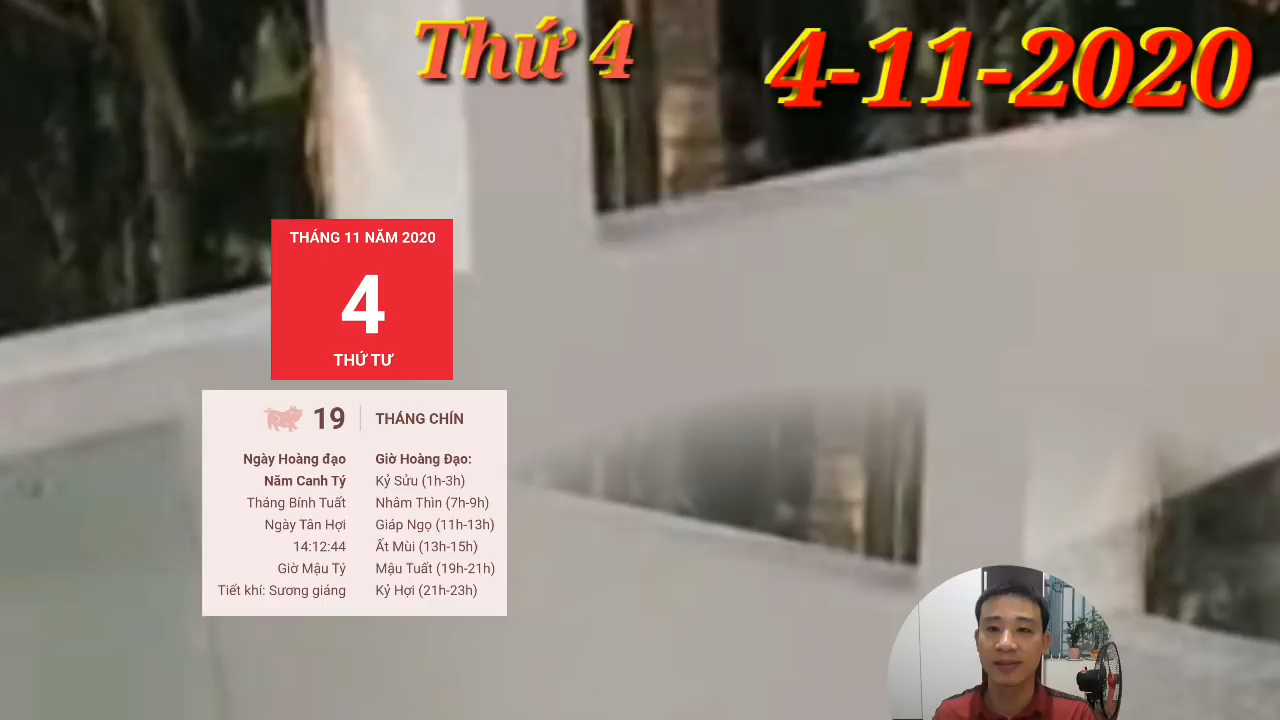 Thứ 4
4-11-2020
THÁNG 11 NĂM 2020
4
THỨ TƯ
19 THÁNG CHÍN
Ngày Hoàng đạo
Năm Canh Tý
Tháng Bính Tuất
Ngày Tân Hợi
14:12:44
Giờ Mậu Tý
Tiết khí: Sương giáng
Giờ Hoàng Đạo:
Kỷ Sửu (1h-3h)
Nhâm Thìn (7h-9h)
Giáp Ngọ (11h-13h)
Ất Mùi (13h-15h)
Mậu Tuất (19h-21h)
Kỷ Hợi (21h-23h)